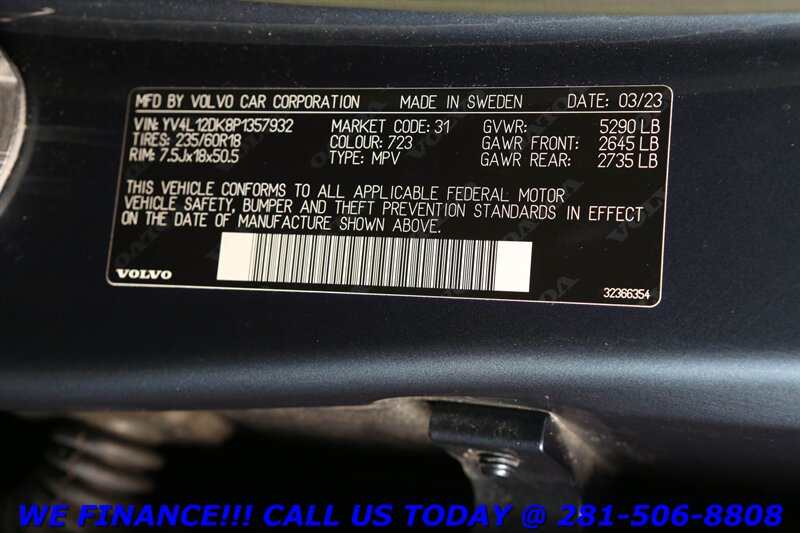 MFD BY VOLVO CAR CORPORATION MADE IN SWEDEN DATE: 03/23
VIN: YV4L12DK8P1357932 MARKET CODE: 31 GVWR: 5290 LB
TIRES: 235/60R18 COLOUR: 723 GAWR FRONT: 2645 LB
RIM: 7.5Jx18x50.5 TYPE: MPV GAWR REAR: 2735 LB
THIS VEHICLE CONFORMS TO ALL APPLICABLE FEDERAL MOTOR
VEHICLE SAFETY, BUMPER AND THEFT PREVENTION STANDARDS IN EFFECT
ON THE DATE OF MANUFACTURE SHOWN ABOVE.
VOLVO
32366354
WE FINANCE!!! CALL US TODAY @ 281-506-8808